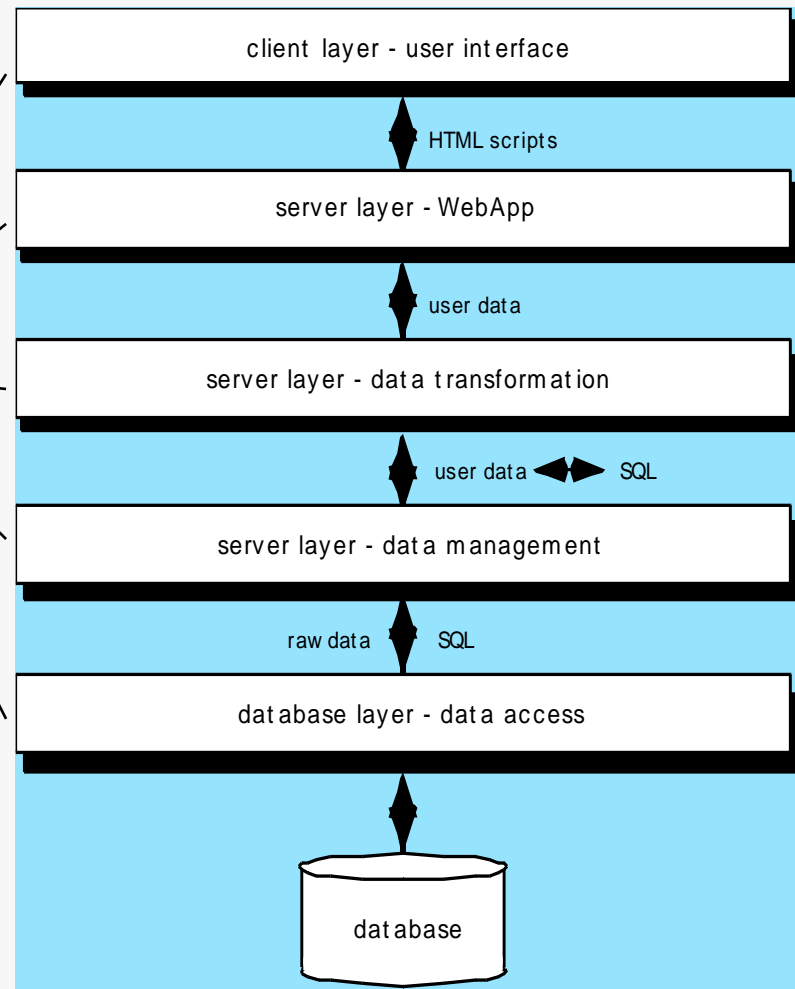 client layer - user interface
HTML scripts
server layer - WebApp
user data
server layer - data transformation
user data SQL
server layer - data management
raw data SQL
database layer - data access
database